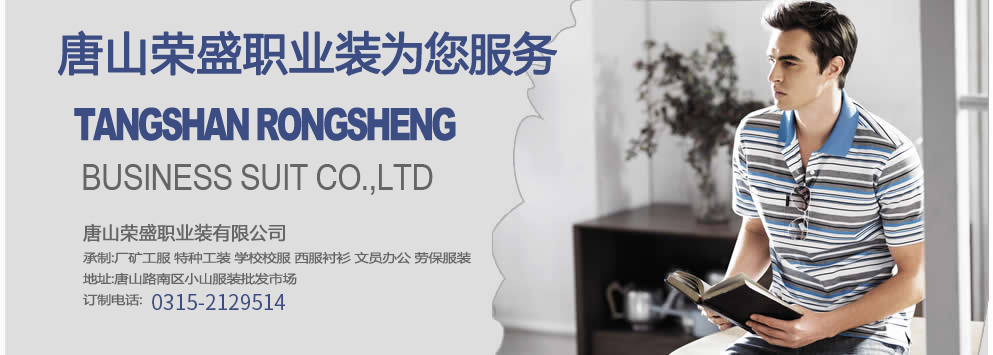 唐山荣盛职业装为您服务
TANGSHAN RONGSHENG
BUSINESS SUIT CO.,LTD
唐山荣盛职业装有限公司
承制:厂矿工服 特种工装 学校校服 西服衬衫 文员办公 劳保服装
地址:唐山路南区小山服装批发市场
订制电话: 0315-2129514